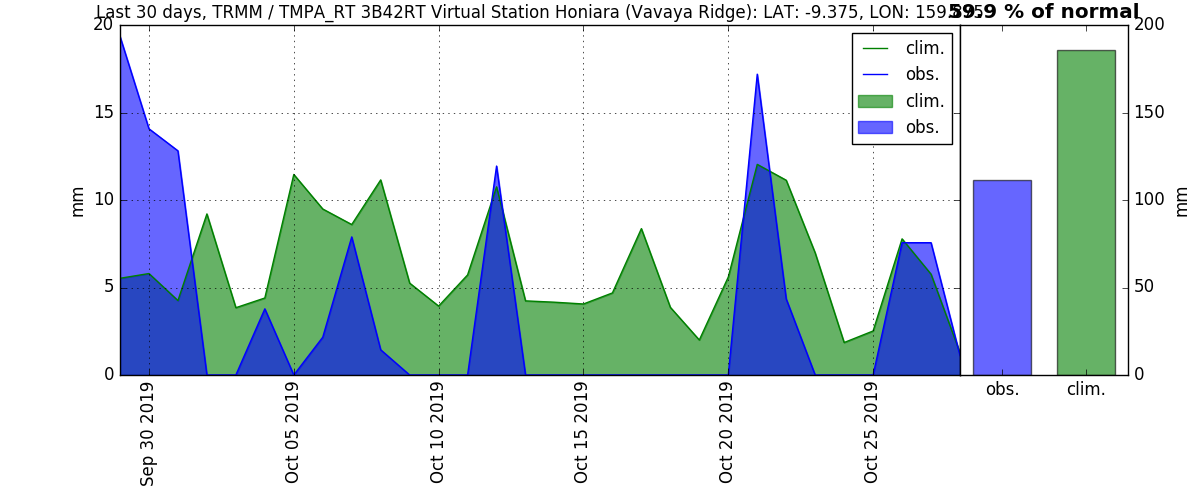 Last 30 days, TRMM / TMPA_RT 3B42RT Virtual Station Honiara (Vavaya Ridge): LAT: -9.375, LON:
59.9 % of normal
20
15
10
5
0
mm
clim.
obs.
clim.
obs.
200
150
100
50
0
mm
obs.
clim.
Sep 30 2019
Oct 05 2019
Oct 10 2019
Oct 15 2019
Oct 20 2019
Oct 25 2019